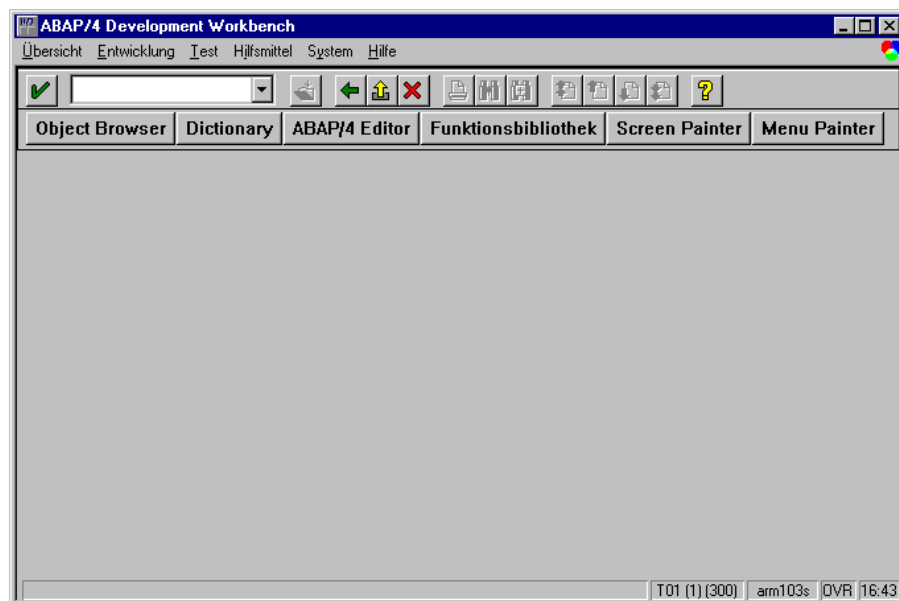 ABAP/4 Development Workbench
Übersicht Entwicklung Test Hilfsmittel System Hilfe
Object Browser Dictionary ABAP/4 Editor Funktionsbibliothek Screen Painter Menu Painter
T01 (1) (300) arm103s OVR 16:43